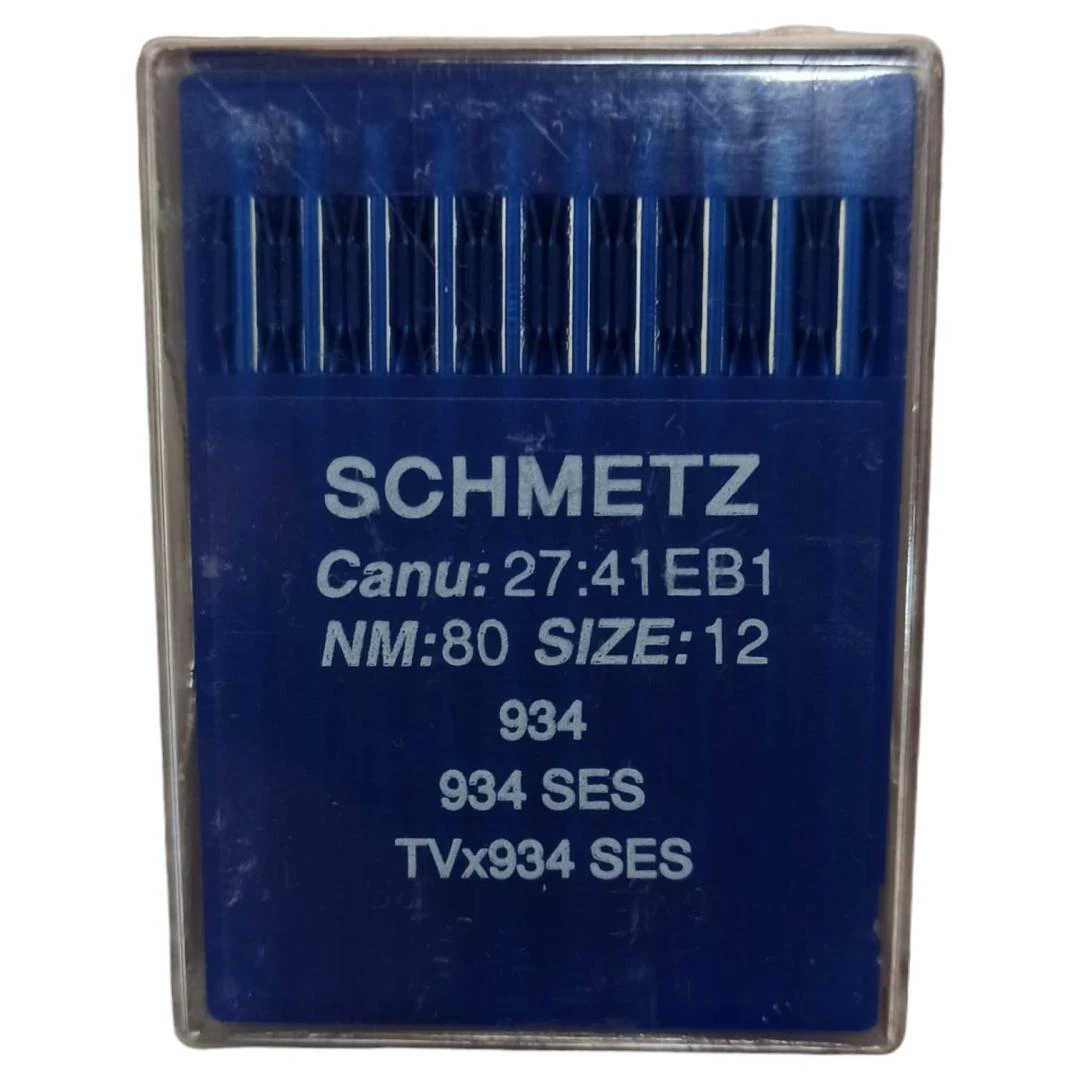 SCHMETZ
Canu: 27:41EB1
NM:80 SIZE:12
934
934 SES
TVx934 SES